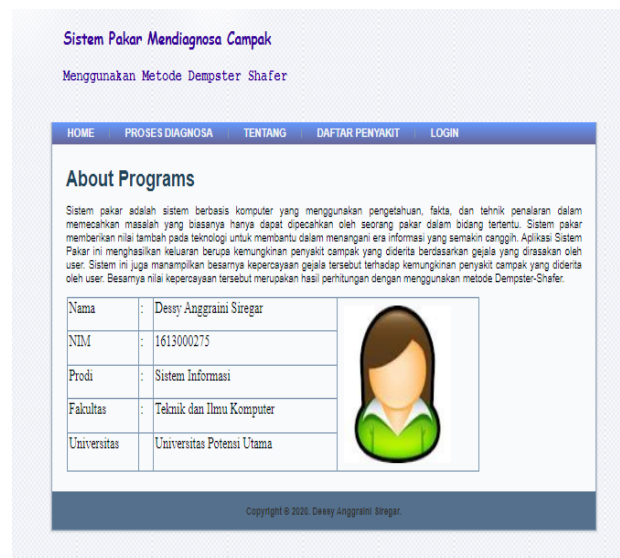 Sistem Pakar Mendiagnosa Campak
Menggunakan Metode Dempster Shafer
HOME PROSES DIAGNOSA TENTANG DAFTAR PENYAKIT LOGIN
About Programs
Sistem pakar adalah sistem berbasis komputer yang menggunakan pengetahuan, fakta, dan tehnik penalaran dalam
memecahkan masalah yang biasanya hanya dapat dipecahkan oleh seorang pakar dalam bidang tertentu. Sistem pakar
memberikan nilai tambah pada teknologi untuk membantu dalam menangani era informasi yang semakin canggih. Aplikasi Sistem
Pakar ini menghasilkan keluaran berupa kemungkinan penyakit campak yang diderita berdasarkan gejala yang dirasakan oleh
user. Sistem ini juga manampilkan besarnya kepercayaan gejala tersebut terhadap kemungkinan penyakit campak yang diderita
oleh user. Besarnya nilai kepercayaan tersebut merupakan hasil perhitungan dengan menggunakan metode Dempster-Shafer.
Nama : Dessy Anggraini Siregar
NIM : 1613000275
Prodi : Sistem Informasi
Fakultas : Teknik dan Ilmu Komputer
Universitas : Universitas Potensi Utama
Copyright © 2020. Dessy Anggraini Siregar.